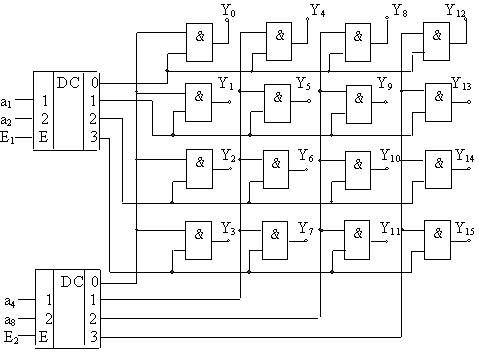 Y0 Y4 Y8 Y12
& & & &
DC 0
Y1 Y5 Y9 Y13
& & & &
a1 1 1
a2 2 2
E1 E 3
Y2 Y6 Y10 Y14
& & & &
Y3 Y7 Y11 Y15
& & & &
DC 0
a4 1 1
a8 2 2
E2 E 3